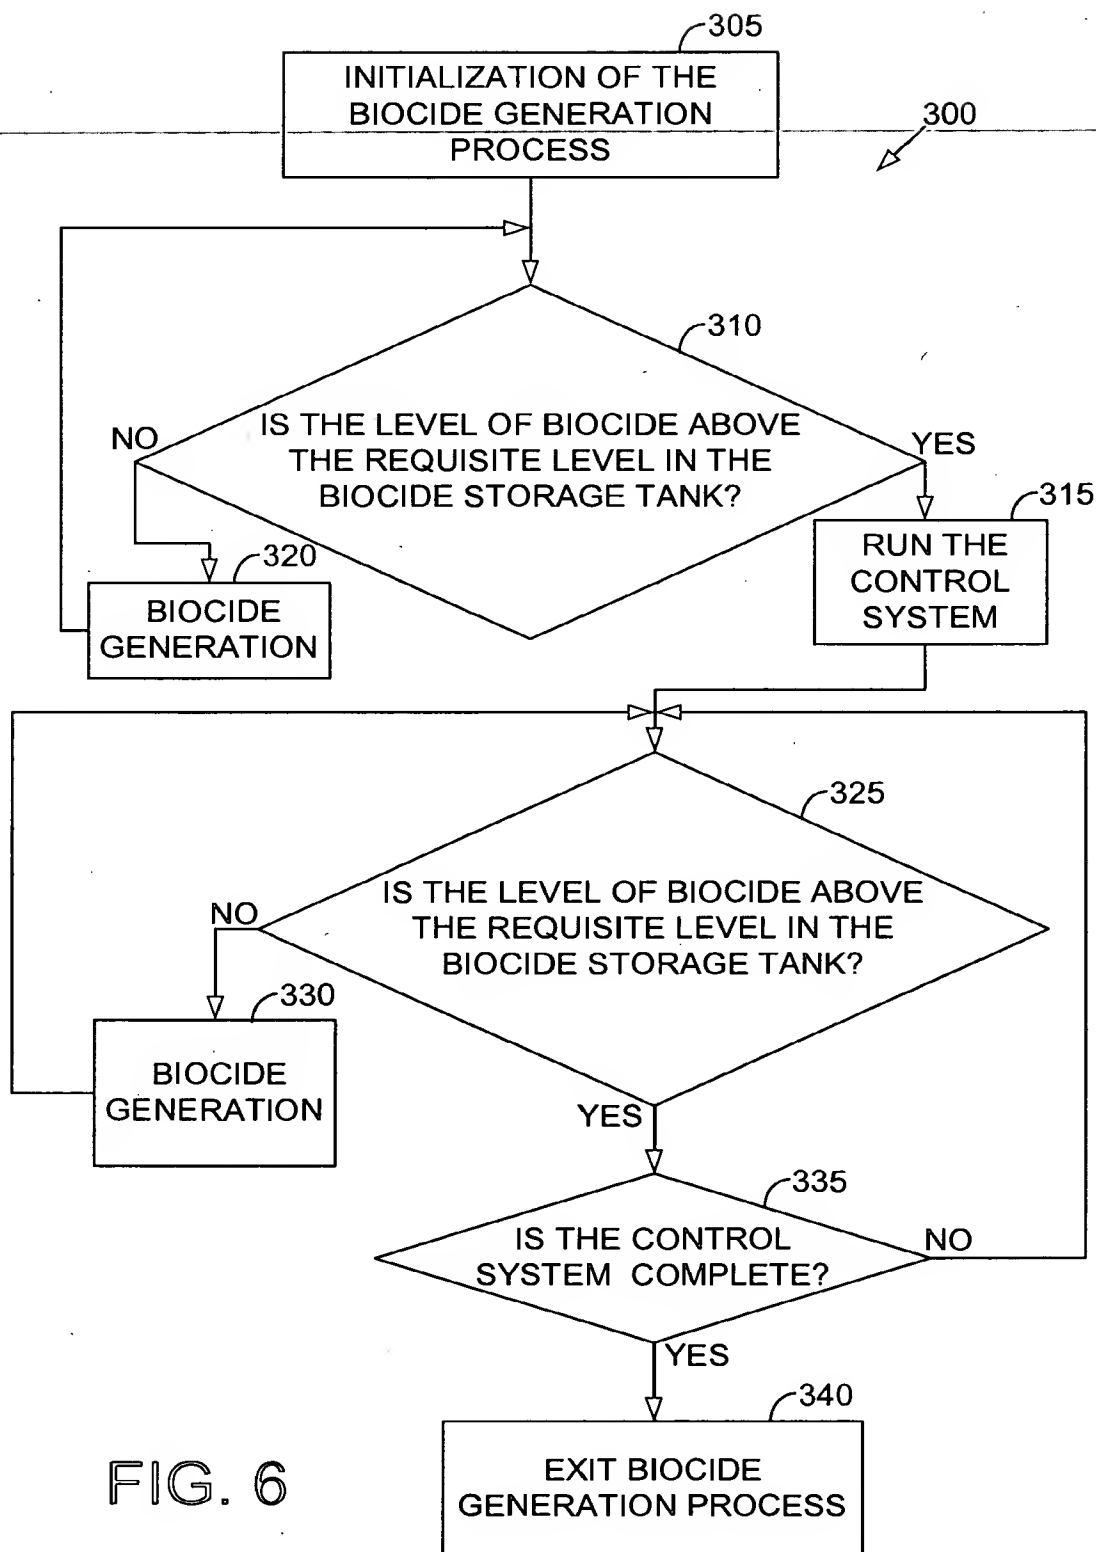 305
INITIALIZATION OF THE
BIOCIDE GENERATION
PROCESS
300
310
IS THE LEVEL OF BIOCIDE ABOVE
THE REQUISITE LEVEL IN THE
BIOCIDE STORAGE TANK?
NO
YES
315
RUN THE
CONTROL
SYSTEM
320
BIOCIDE
GENERATION
325
IS THE LEVEL OF BIOCIDE ABOVE
THE REQUISITE LEVEL IN THE
BIOCIDE STORAGE TANK?
NO
330
BIOCIDE
GENERATION
YES
335
IS THE CONTROL
SYSTEM COMPLETE?
NO
YES
340
EXIT BIOCIDE
GENERATION PROCESS
FIG. 6